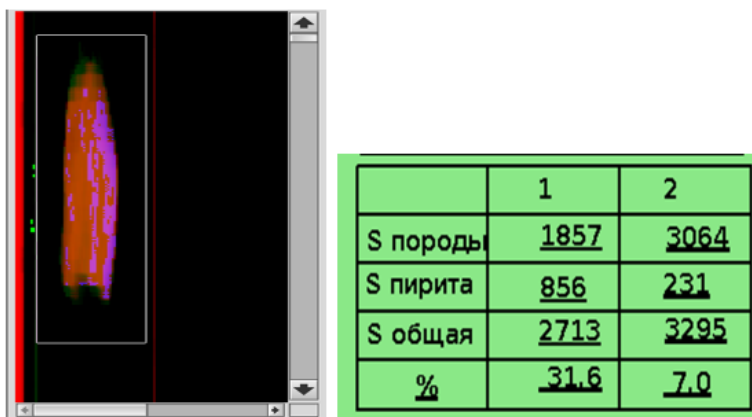 1 2
S породы 1857 3064
S пирита 856 231
S общая 2713 3295
% 31,6 7,0